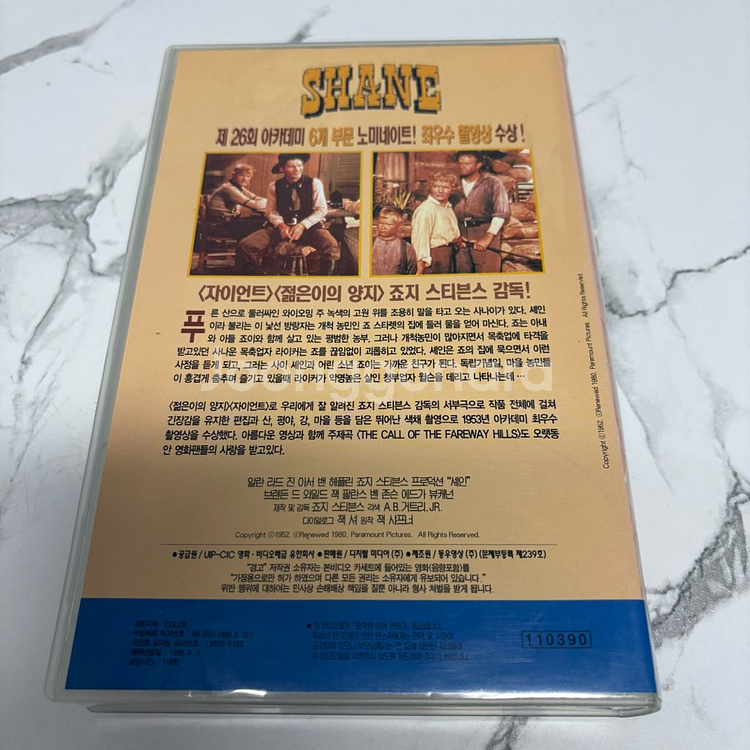 SHANE
제 26회 아카데미 6개 부문 노미네이트! 최우수 촬영상 수상!
〈자이언트〉〈젊은이의 양지〉 죠지 스티븐스 감독!
푸른 산으로 둘러싸인 와이오밍 주 녹색의 고원 위를 조용히 말을 타고 오는 사나이가 있다. 셰인
이라 불리는 이 낯선 방랑자는 개척 농민인 죠 스타렛의 집에 들러 물을 얻어 마신다. 죠는 아내
와 아들 죠이와 함께 살고 있는 평범한 농부. 그러나 개척농민이 많아지면서 목축업에 타격을
받고있던 사나운 목축업자 라이커는 죠를 끊임없이 괴롭히고 있었다. 셰인은 죠의 집에 묵으면서 이런
사정을 듣게 되고, 그러는 사이 셰인과 어린 소년 죠이는 가까운 친구가 된다. 독립기념일, 마을 농민들
이 흥겹게 춤추며 즐기고 있을때 라이커가 악명높은 살인 청부업자 윌슨을 데리고 나타나는데 …
〈젊은이의 양지〉〈자이언트〉로 우리에게 잘 알려진 죠지 스티븐스 감독의 서부극으로 작품 전체에 걸쳐
긴장감을 유지한 편집과 산, 평야, 강, 마을 등을 담은 뛰어난 색채 촬영으로 1953년 아카데미 최우수
촬영상을 수상했다. 아름다운 영상과 함께 주제곡 〈THE CALL OF THE FAREWAY HILLS〉도 오랫동
안 영화팬들의 사랑을 받고있다.
알란 라드 진 아서 밴 헤플린 죠지 스티븐스 프로덕션 "셰인"
브랜든 드 와일드 잭 팔란스 벤 존슨 에드가 뷰캐넌
제작 및 감독 죠지 스티븐스 각색 A.B. 거트리, JR.
다이얼로그 잭 셔 원작 잭 샤프너
Copyright ⓒ1952, ⓒRenewed 1980, Paramount Pictures. All Rights Reserved.
● 공급원 / UIP-CIC 영화 · 비디오배급 유한회사 ● 판매원 / 디지탈 미디어 (주) ● 제조원 / 동우영상 (주) (문체부등록 제239호)
"경고" 저작권 소유자는 본비디오 카세트에 들어있는 영화(음향포함)를
"가정용으로만 허가 하였으며 다른 모든 권리는 소유자에게 유보되어 있습니다."
위반 행위에 대하여는 민사상 손해배상 책임을 질뿐 아니라 형사 처벌을 받게 됩니다.
COLOR
110390
Copyright ⓒ1952, ⓒRenewed 1980, Paramount Pictures. All Rights Reserved